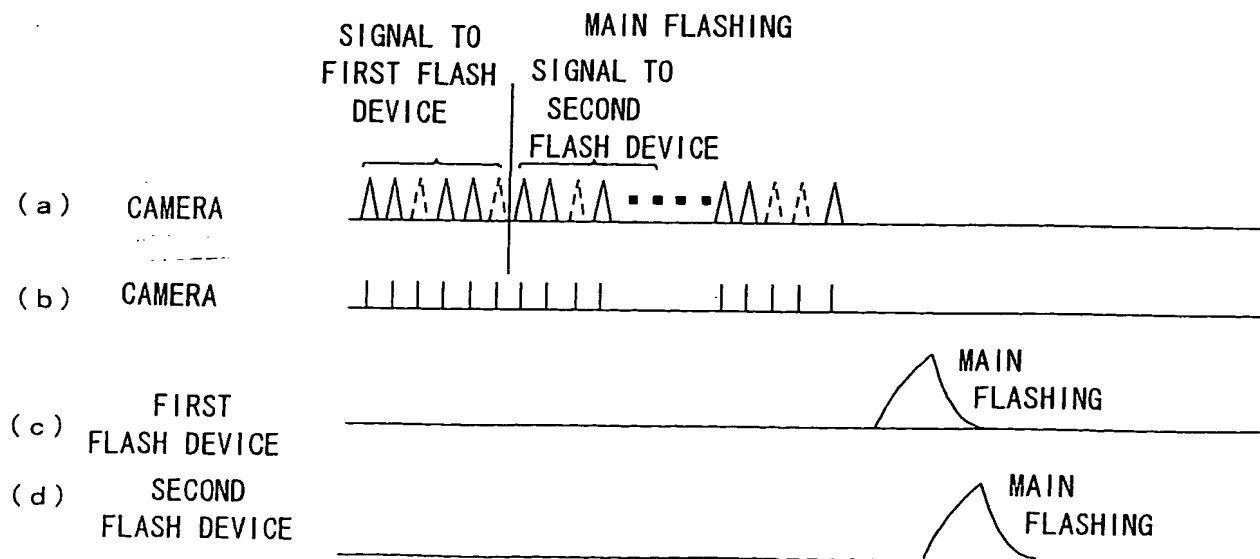 MAIN FLASHING
SIGNAL TO
FIRST FLASH
DEVICE
SIGNAL TO
SECOND
FLASH DEVICE
(a) CAMERA
(b) CAMERA
MAIN
FLASHING
(c) FIRST
FLASH DEVICE
(d) SECOND
FLASH DEVICE
MAIN
FLASHING